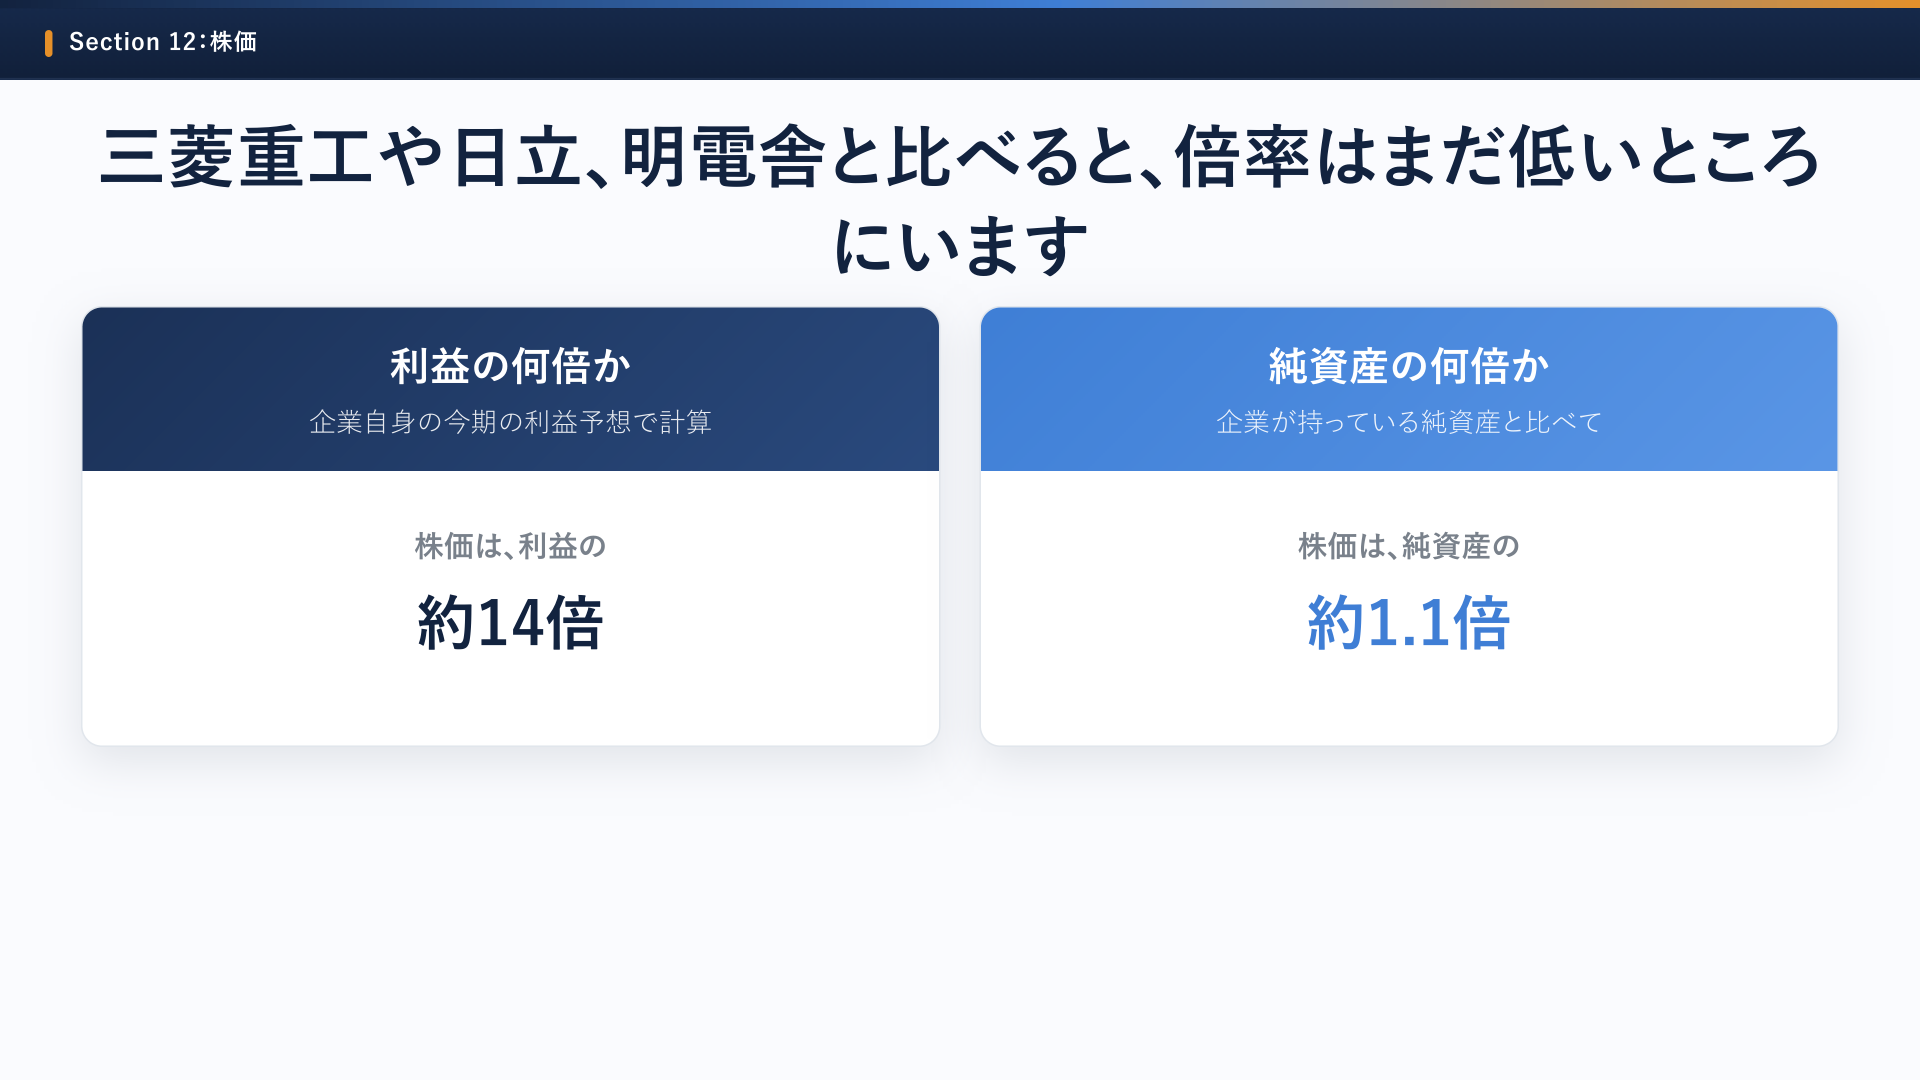 Section 12:株価
三菱重工や日立、明電舎と比べると、倍率はまだ低いところ
にいます
利益の何倍か
企業自身の今期の利益予想で計算
株価は、利益の
約14倍
純資産の何倍か
企業が持っている純資産と比べて
株価は、純資産の
約1.1倍